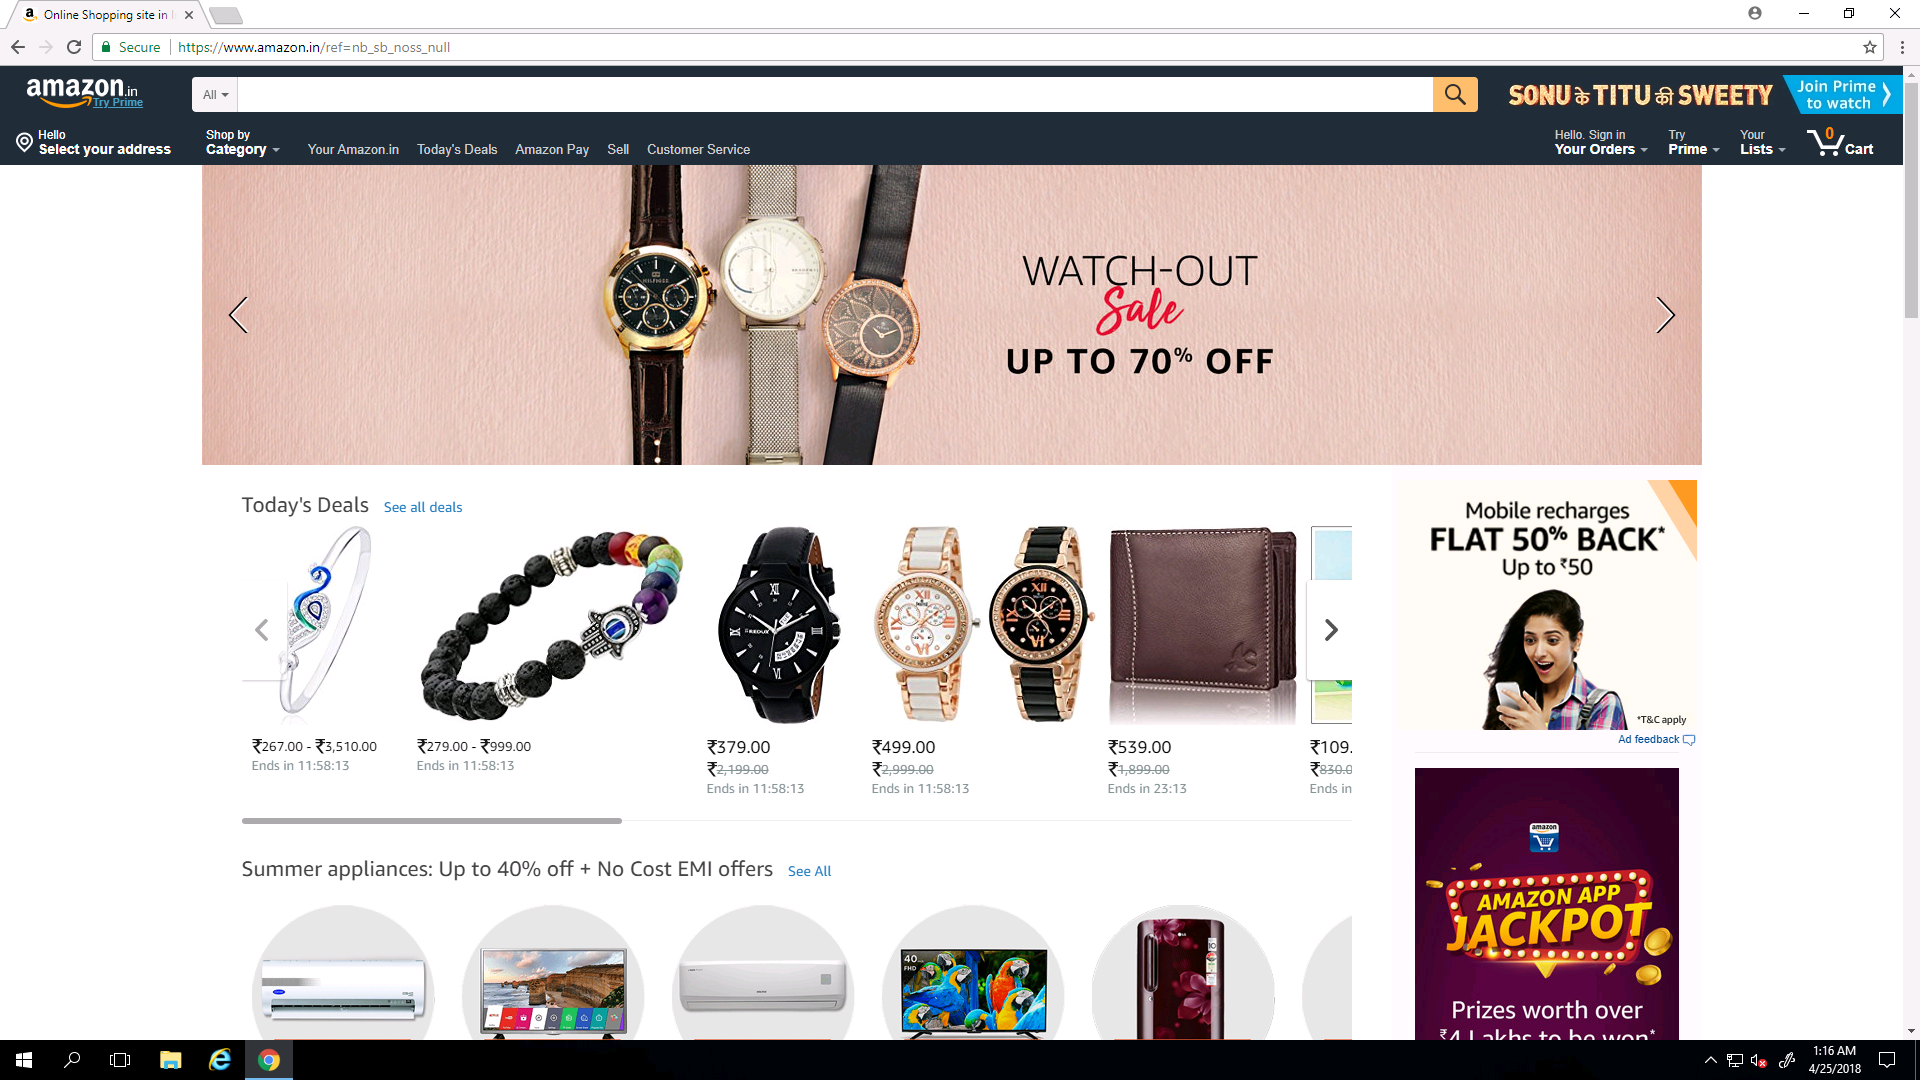 Online Shopping site in I
Secure
https://www.amazon.in/ref=nb_sb_noss_null
amazon.in
Try Prime
All
SONU के TITU की SWEETY
Join Prime
to watch
Hello
Select your address
Shop by
Category
Your Amazon.in
Today's Deals
Amazon Pay
Sell
Customer Service
Hello. Sign in
Your Orders
Try
Prime
Your
Lists
0
Cart
WATCH-OUT
Sale
UP TO 70% OFF
Today's Deals
See all deals
₹267.00 - ₹3,510.00
Ends in 11:58:13
₹279.00 - ₹999.00
Ends in 11:58:13
₹379.00
₹2,199.00
Ends in 11:58:13
₹499.00
₹2,999.00
Ends in 11:58:13
₹539.00
₹1,899.00
Ends in 23:13
₹109.
₹830.0
Ends in
Mobile recharges
FLAT 50% BACK*
Up to ₹50
*T&C apply
Ad feedback
Summer appliances: Up to 40% off + No Cost EMI offers
See All
40
FHD
LG
amazon
AMAZON APP
JACKPOT
Prizes worth over
₹4 Lakhs to be won*
1:16 AM
4/25/2018